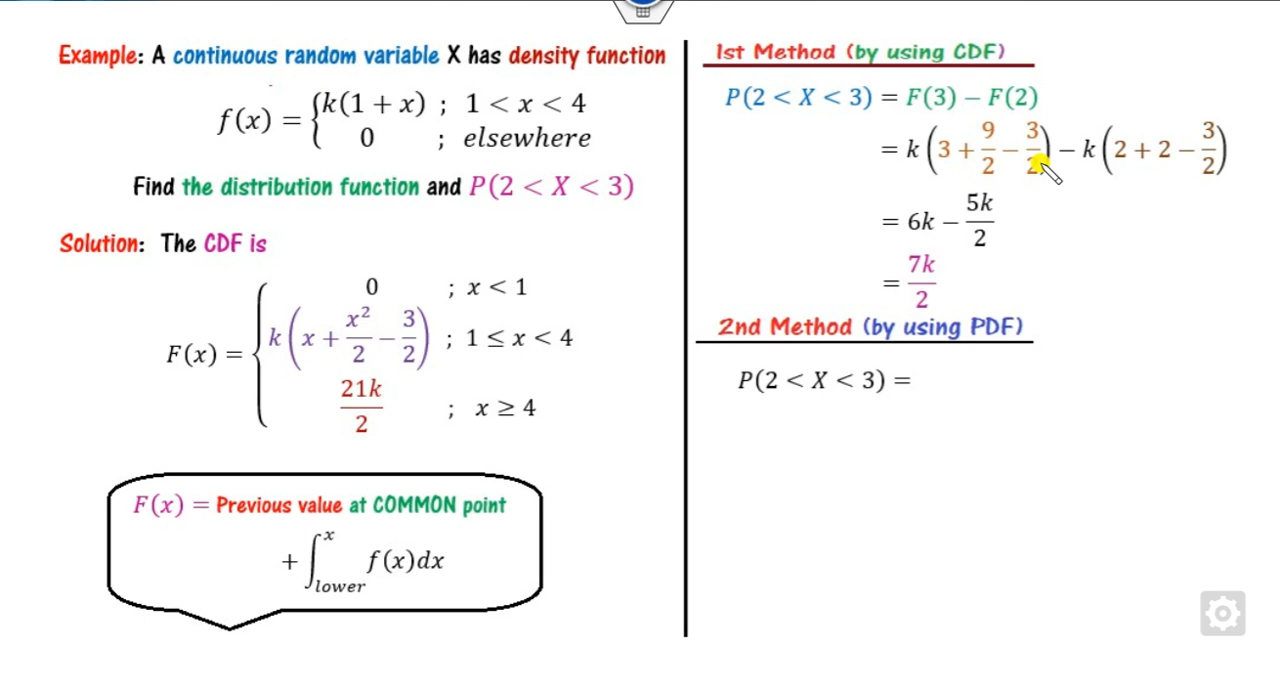 Example: A continuous random variable X has density function
f(x) = {k(1 + x) ; 1 < x < 4
0 ; elsewhere
Find the distribution function and P(2 < X < 3)
Solution: The CDF is
F(x) = { 0 ; x < 1
k(x + x²/2 − 3/2) ; 1 ≤ x < 4
21k/2 ; x ≥ 4
F(x) = Previous value at COMMON point
+ ∫_lower^x f(x)dx
1st Method (by using CDF)
P(2 < X < 3) = F(3) − F(2)
= k(3 + 9/2 − 3/2) − k(2 + 2 − 3/2)
= 6k − 5k/2
= 7k/2
2nd Method (by using PDF)
P(2 < X < 3) =